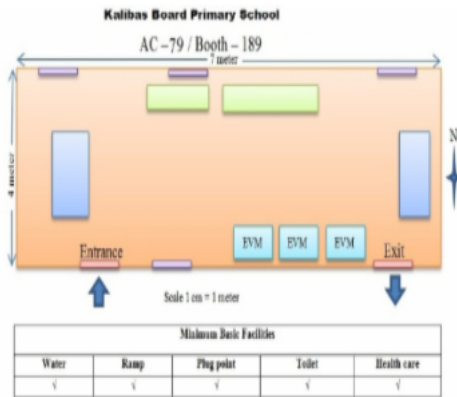 Kalibas Board Primary School
AC –79 / Booth – 189
7 meter
4 meter
N
EVM EVM EVM
Entrance
Exit
Scale 1 cm = 1 meter
Minimum Basic Facilities
Water Ramp Plug point Toilet Health care
√ √ √ √ √